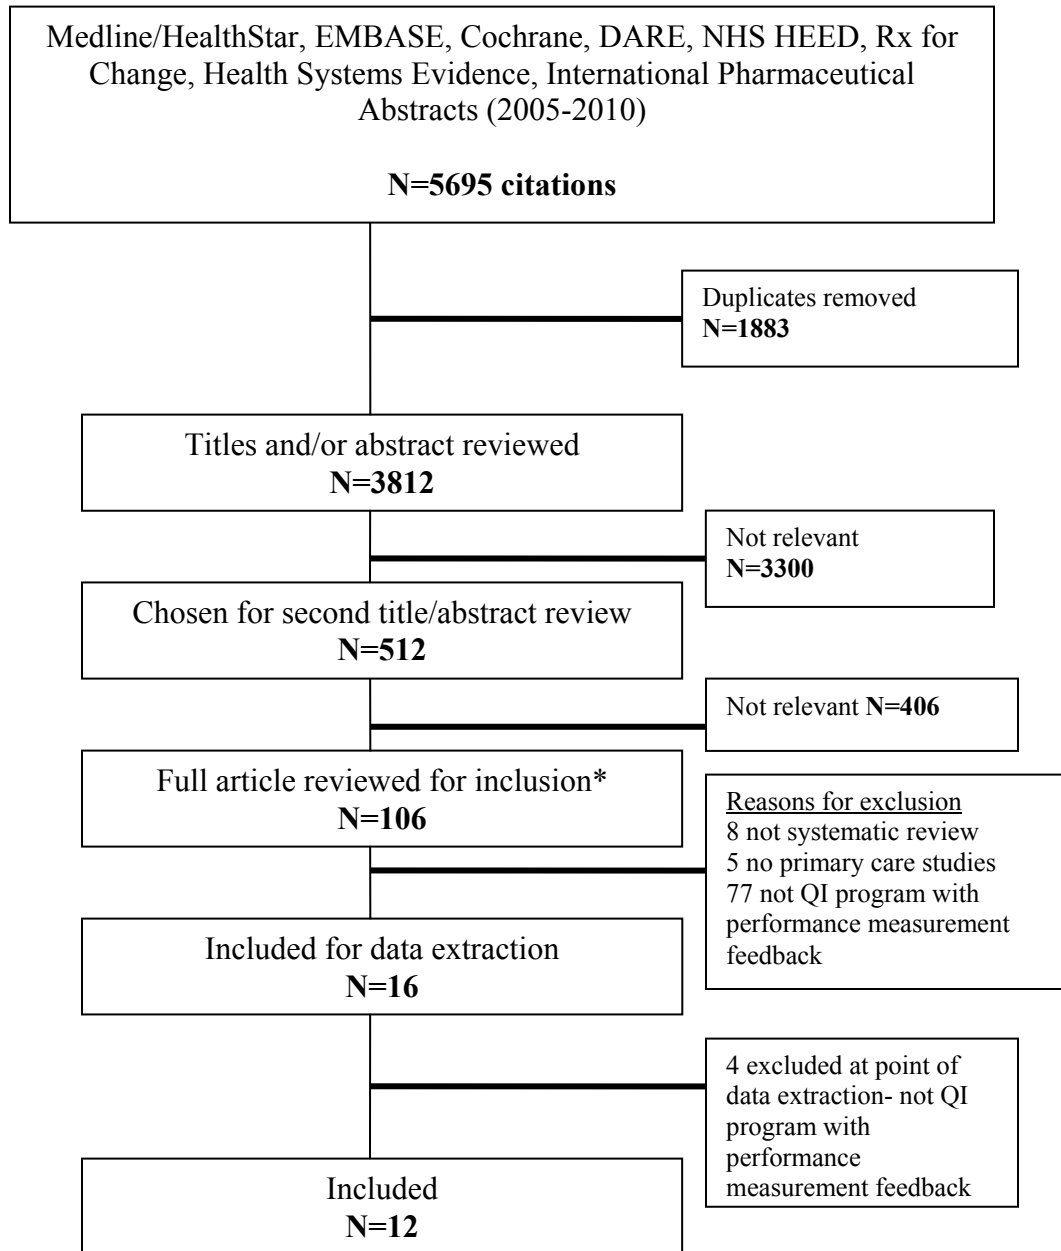 Medline/HealthStar, EMBASE, Cochrane, DARE, NHS HEED, Rx for
Change, Health Systems Evidence, International Pharmaceutical
Abstracts (2005-2010)
N=5695 citations
Duplicates removed
N=1883
Titles and/or abstract reviewed
N=3812
Not relevant
N=3300
Chosen for second title/abstract review
N=512
Not relevant N=406
Full article reviewed for inclusion*
N=106
Reasons for exclusion
8 not systematic review
5 no primary care studies
77 not QI program with
performance measurement
feedback
Included for data extraction
N=16
4 excluded at point of
data extraction- not QI
program with
performance
measurement feedback
Included
N=12